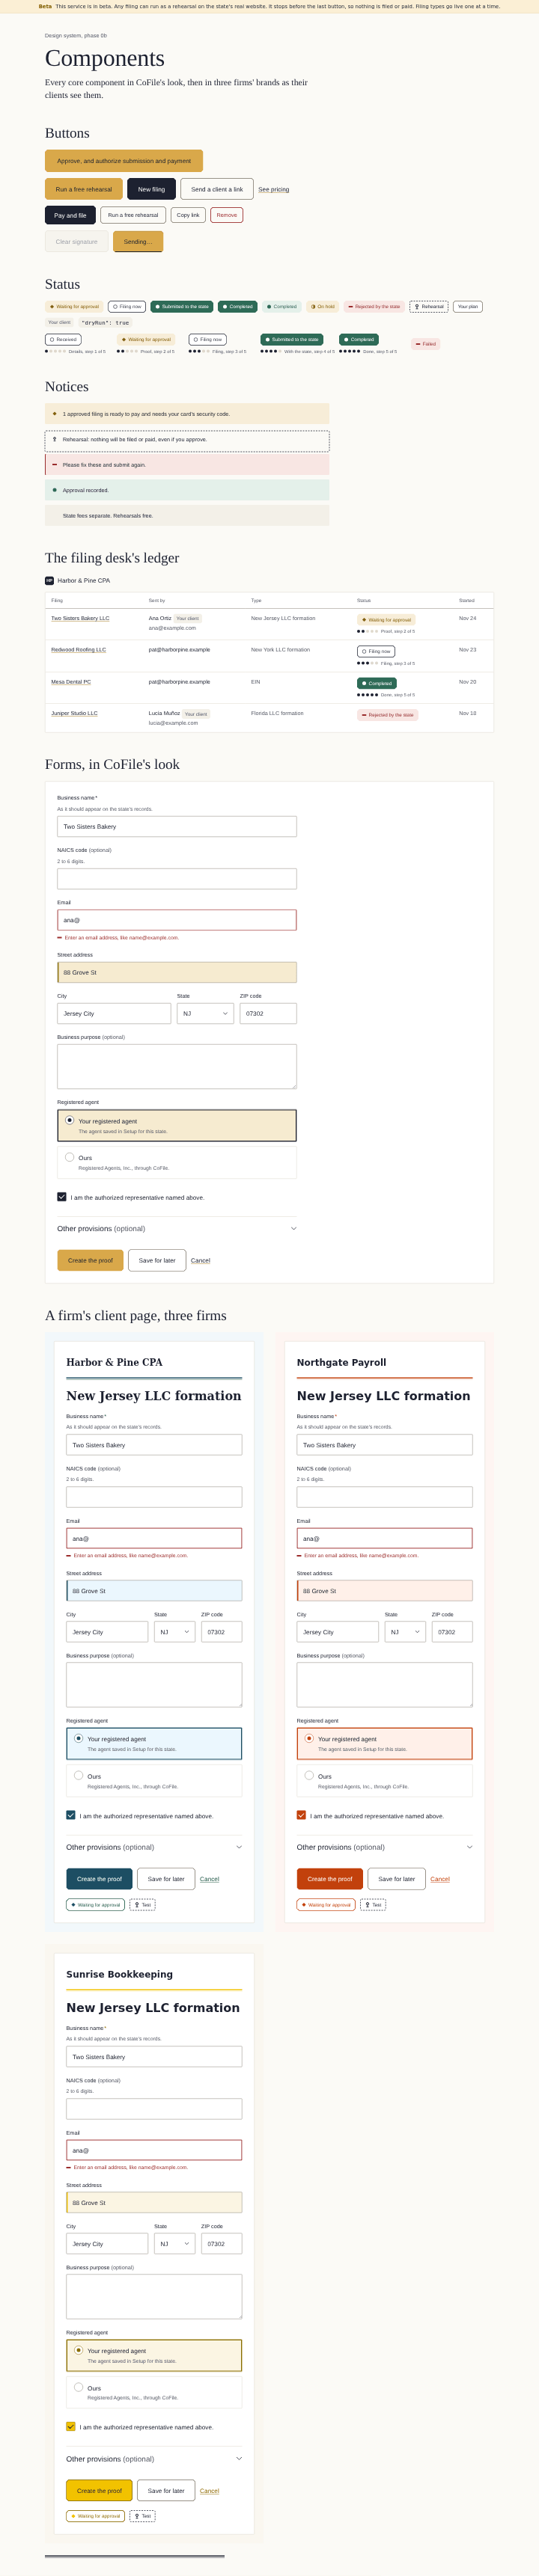 Beta This service is in beta. Any filing can run as a rehearsal on the state's real website. It stops before the last button, so nothing is filed or paid. Filing types go live one at a time.
Design system, phase 0b
Components
Every core component in CoFile's look, then in three firms' brands as their
clients see them.
Buttons
Approve, and authorize submission and payment
Run a free rehearsal New filing Send a client a link See pricing
Pay and file Run a free rehearsal Copy link Remove
Clear signature Sending…
Status
Waiting for approval Filing now Submitted to the state Completed Completed On hold Rejected by the state Rehearsal Your plan
Your client "dryRun": true
Received Waiting for approval Filing now Submitted to the state Completed Failed
Details, step 1 of 5 Proof, step 2 of 5 Filing, step 3 of 5 With the state, step 4 of 5 Done, step 5 of 5
Notices
1 approved filing is ready to pay and needs your card's security code.
Rehearsal: nothing will be filed or paid, even if you approve.
Please fix these and submit again.
Approval recorded.
State fees separate. Rehearsals free.
The filing desk's ledger
HP Harbor & Pine CPA
Filing Sent by Type Status Started
Two Sisters Bakery LLC Ana Ortiz Your client New Jersey LLC formation Waiting for approval Nov 24
ana@example.com Proof, step 2 of 5
Redwood Roofing LLC pat@harborpine.example New York LLC formation Filing now Nov 23
Filing, step 3 of 5
Mesa Dental PC pat@harborpine.example EIN Completed Nov 20
Done, step 5 of 5
Juniper Studio LLC Lucia Muñoz Your client Florida LLC formation Rejected by the state Nov 18
lucia@example.com
Forms, in CoFile's look
Business name*
As it should appear on the state's records.
Two Sisters Bakery
NAICS code (optional)
2 to 6 digits.
Email
ana@
Enter an email address, like name@example.com.
Street address
88 Grove St
City State ZIP code
Jersey City NJ 07302
Business purpose (optional)
Registered agent
Your registered agent
The agent saved in Setup for this state.
Ours
Registered Agents, Inc., through CoFile.
I am the authorized representative named above.
Other provisions (optional)
Create the proof Save for later Cancel
A firm's client page, three firms
Harbor & Pine CPA
New Jersey LLC formation
Business name*
As it should appear on the state's records.
Two Sisters Bakery
NAICS code (optional)
2 to 6 digits.
Email
ana@
Enter an email address, like name@example.com.
Street address
88 Grove St
City State ZIP code
Jersey City NJ 07302
Business purpose (optional)
Registered agent
Your registered agent
The agent saved in Setup for this state.
Ours
Registered Agents, Inc., through CoFile.
I am the authorized representative named above.
Other provisions (optional)
Create the proof Save for later Cancel
Waiting for approval Test
Northgate Payroll
New Jersey LLC formation
Business name*
As it should appear on the state's records.
Two Sisters Bakery
NAICS code (optional)
2 to 6 digits.
Email
ana@
Enter an email address, like name@example.com.
Street address
88 Grove St
City State ZIP code
Jersey City NJ 07302
Business purpose (optional)
Registered agent
Your registered agent
The agent saved in Setup for this state.
Ours
Registered Agents, Inc., through CoFile.
I am the authorized representative named above.
Other provisions (optional)
Create the proof Save for later Cancel
Waiting for approval Test
Sunrise Bookkeeping
New Jersey LLC formation
Business name*
As it should appear on the state's records.
Two Sisters Bakery
NAICS code (optional)
2 to 6 digits.
Email
ana@
Enter an email address, like name@example.com.
Street address
88 Grove St
City State ZIP code
Jersey City NJ 07302
Business purpose (optional)
Registered agent
Your registered agent
The agent saved in Setup for this state.
Ours
Registered Agents, Inc., through CoFile.
I am the authorized representative named above.
Other provisions (optional)
Create the proof Save for later Cancel
Waiting for approval Test